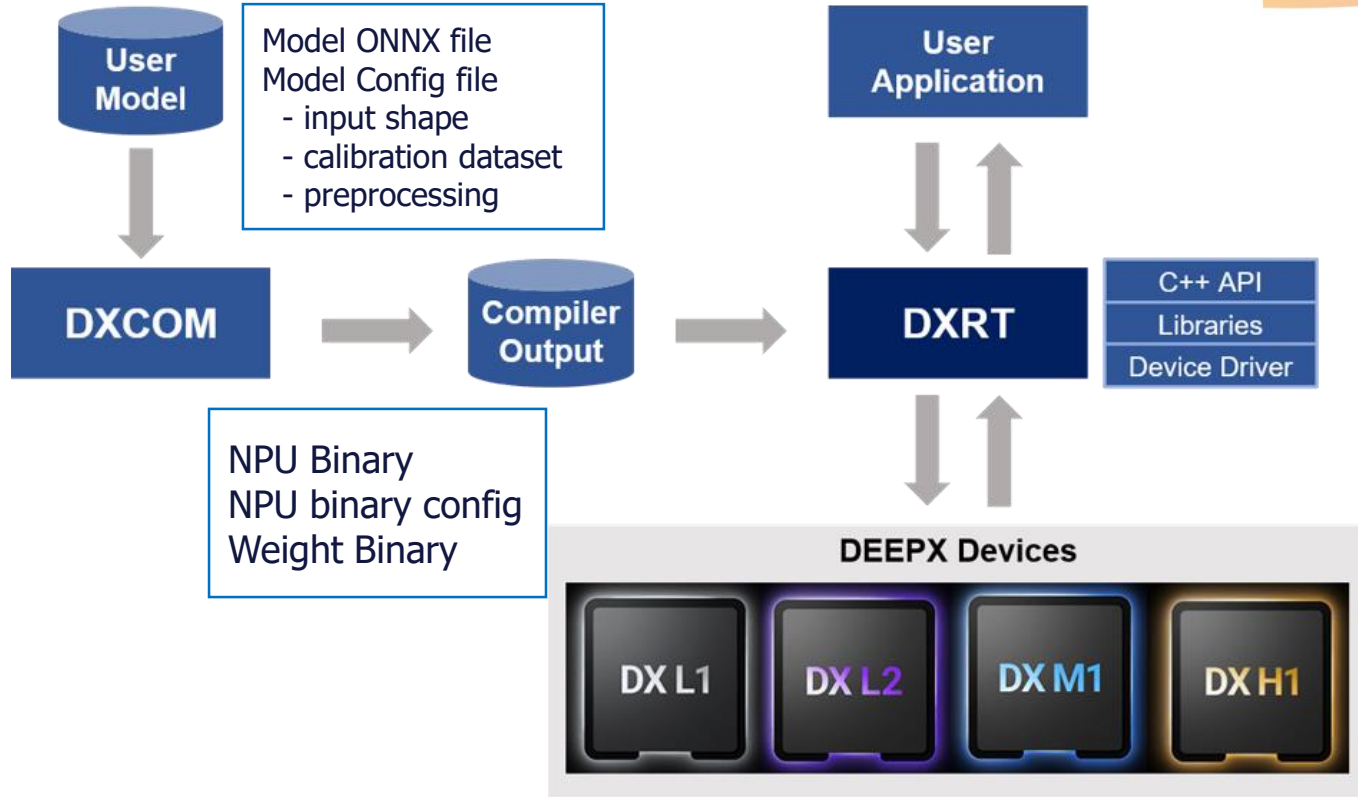 User
Model
Model ONNX file
Model Config file
- input shape
- calibration dataset
- preprocessing
User
Application
DXCOM
Compiler
Output
DXRT
C++ API
Libraries
Device Driver
NPU Binary
NPU binary config
Weight Binary
DEEPX Devices
DX L1
DX L2
DX M1
DX H1